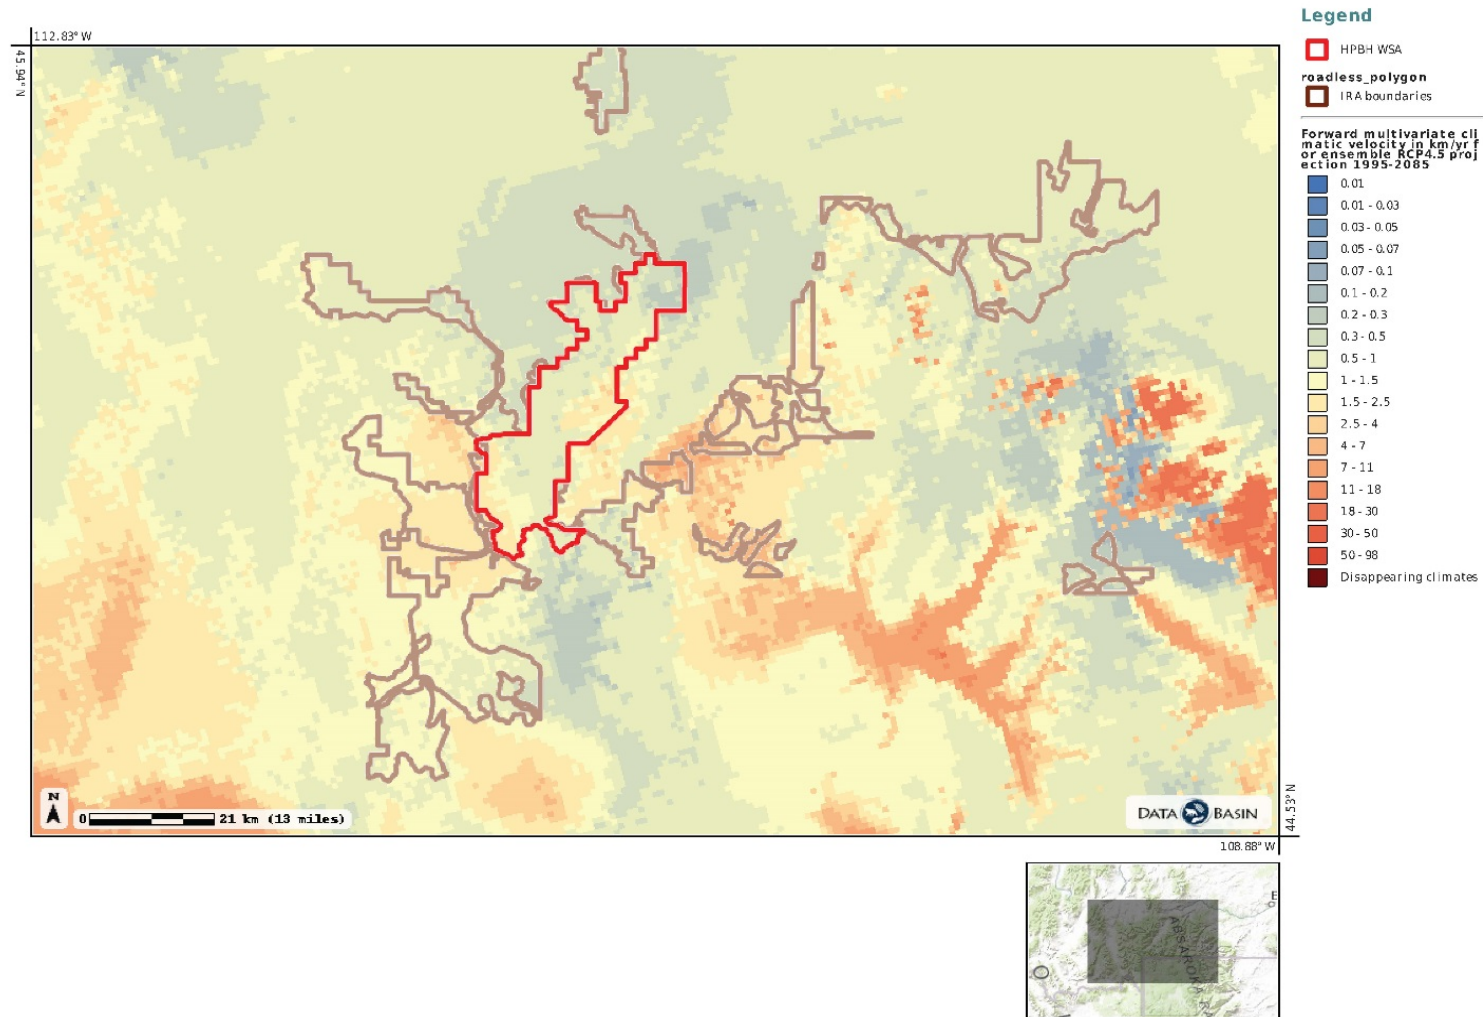 112.83° W
45.94° N
Legend
HPBH WSA
roadless_polygon
IRA boundaries
Forward multivariate cli
matic velocity in km/yr f
or ensemble RCP4.5 proj
ection 1995-2085
0.01
0.01 - 0.03
0.03 - 0.05
0.05 - 0.07
0.07 - 0.1
0.1 - 0.2
0.2 - 0.3
0.3 - 0.5
0.5 - 1
1 - 1.5
1.5 - 2.5
2.5 - 4
4 - 7
7 - 11
11 - 18
18 - 30
30 - 50
50 - 98
Disappearing climates
N
0 21 km (13 miles)
DATA BASIN
44.53° N
108.88° W